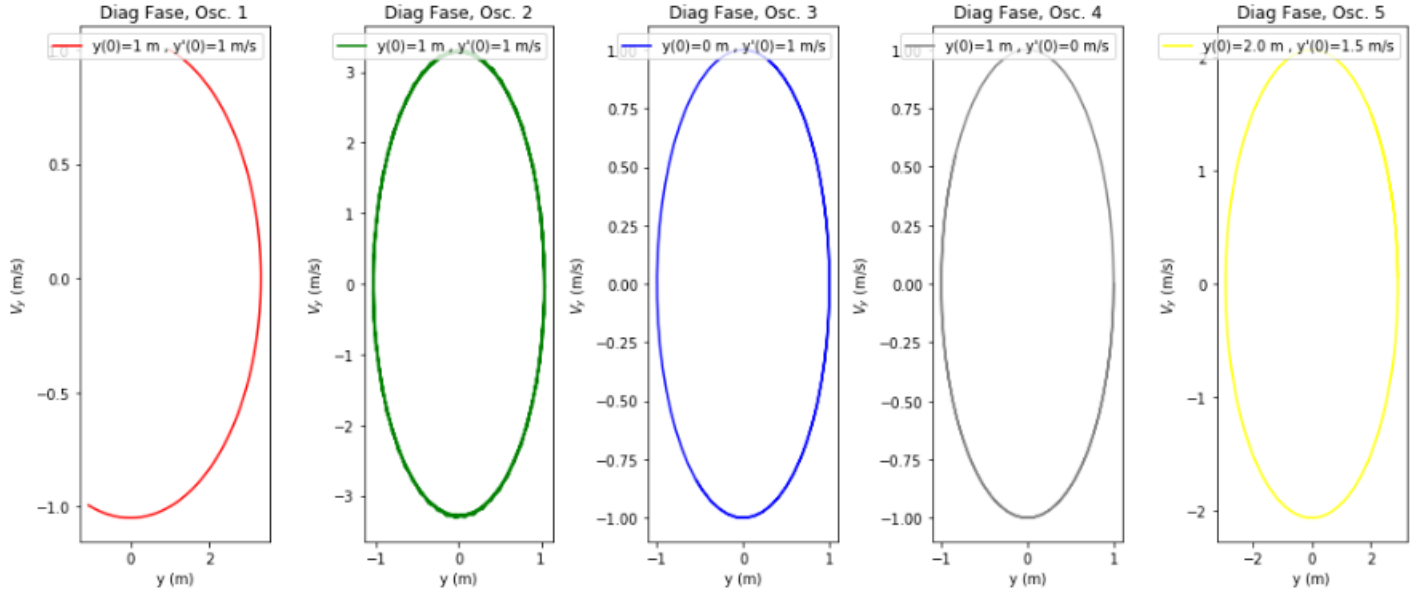 Diag Fase, Osc. 1
y(0)=1 m , y'(0)=1 m/s
1.0
0.5
0.0
−0.5
−1.0
V_y (m/s)
0 2
y (m)
Diag Fase, Osc. 2
y(0)=1 m , y'(0)=1 m/s
3
2
1
0
−1
−2
−3
V_y (m/s)
−1 0 1
y (m)
Diag Fase, Osc. 3
y(0)=0 m , y'(0)=1 m/s
1.00
0.75
0.50
0.25
0.00
−0.25
−0.50
−0.75
−1.00
V_y (m/s)
−1 0 1
y (m)
Diag Fase, Osc. 4
y(0)=1 m , y'(0)=0 m/s
1.00
0.75
0.50
0.25
0.00
−0.25
−0.50
−0.75
−1.00
V_y (m/s)
−1 0 1
y (m)
Diag Fase, Osc. 5
y(0)=2.0 m , y'(0)=1.5 m/s
2
1
0
−1
−2
V_y (m/s)
−2 0 2
y (m)